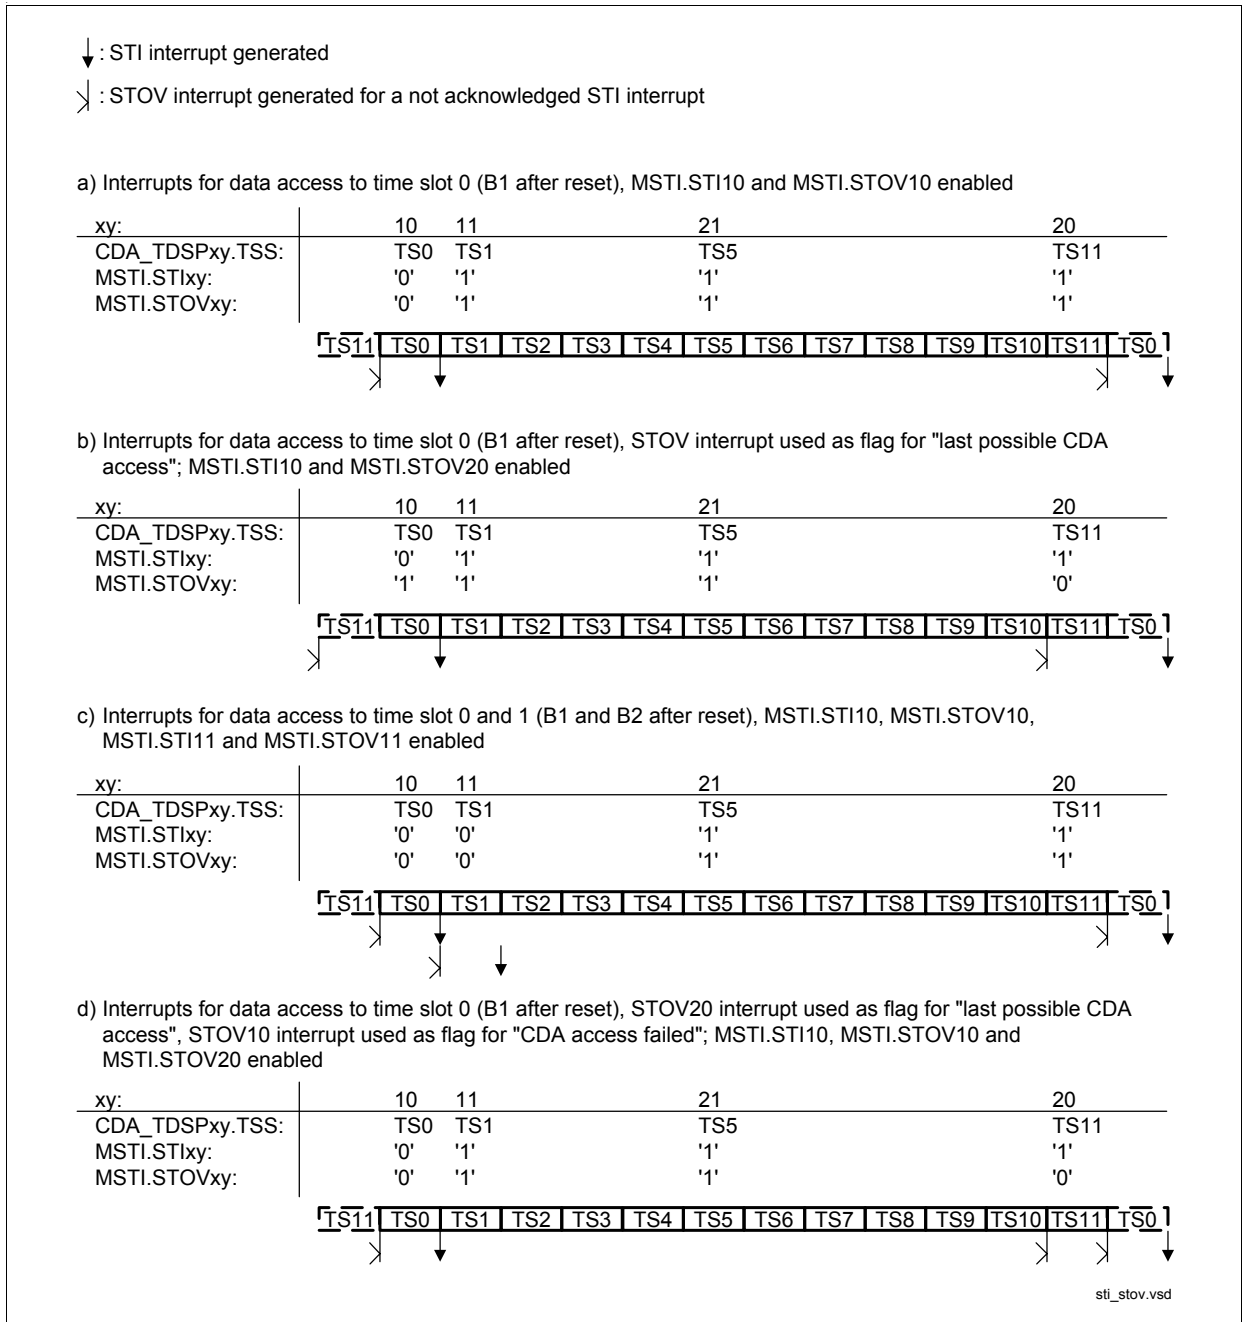 : STI interrupt generated
: STOV interrupt generated for a not acknowledged STI interrupt
a) Interrupts for data access to time slot 0 (B1 after reset), MSTI.STI10 and MSTI.STOV10 enabled
xy: 10 11 21 20
CDA_TDSPxy.TSS: TS0 TS1 TS5 TS11
MSTI.STIxy: '0' '1' '1' '1'
MSTI.STOVxy: '0' '1' '1' '1'
TS11 TS0 TS1 TS2 TS3 TS4 TS5 TS6 TS7 TS8 TS9 TS10 TS11 TS0
b) Interrupts for data access to time slot 0 (B1 after reset), STOV interrupt used as flag for "last possible CDA
access"; MSTI.STI10 and MSTI.STOV20 enabled
xy: 10 11 21 20
CDA_TDSPxy.TSS: TS0 TS1 TS5 TS11
MSTI.STIxy: '0' '1' '1' '1'
MSTI.STOVxy: '1' '1' '1' '0'
TS11 TS0 TS1 TS2 TS3 TS4 TS5 TS6 TS7 TS8 TS9 TS10 TS11 TS0
c) Interrupts for data access to time slot 0 and 1 (B1 and B2 after reset), MSTI.STI10, MSTI.STOV10,
MSTI.STI11 and MSTI.STOV11 enabled
xy: 10 11 21 20
CDA_TDSPxy.TSS: TS0 TS1 TS5 TS11
MSTI.STIxy: '0' '0' '1' '1'
MSTI.STOVxy: '0' '0' '1' '1'
TS11 TS0 TS1 TS2 TS3 TS4 TS5 TS6 TS7 TS8 TS9 TS10 TS11 TS0
d) Interrupts for data access to time slot 0 (B1 after reset), STOV20 interrupt used as flag for "last possible CDA
access", STOV10 interrupt used as flag for "CDA access failed"; MSTI.STI10, MSTI.STOV10 and
MSTI.STOV20 enabled
xy: 10 11 21 20
CDA_TDSPxy.TSS: TS0 TS1 TS5 TS11
MSTI.STIxy: '0' '1' '1' '1'
MSTI.STOVxy: '0' '1' '1' '0'
TS11 TS0 TS1 TS2 TS3 TS4 TS5 TS6 TS7 TS8 TS9 TS10 TS11 TS0
sti_stov.vsd